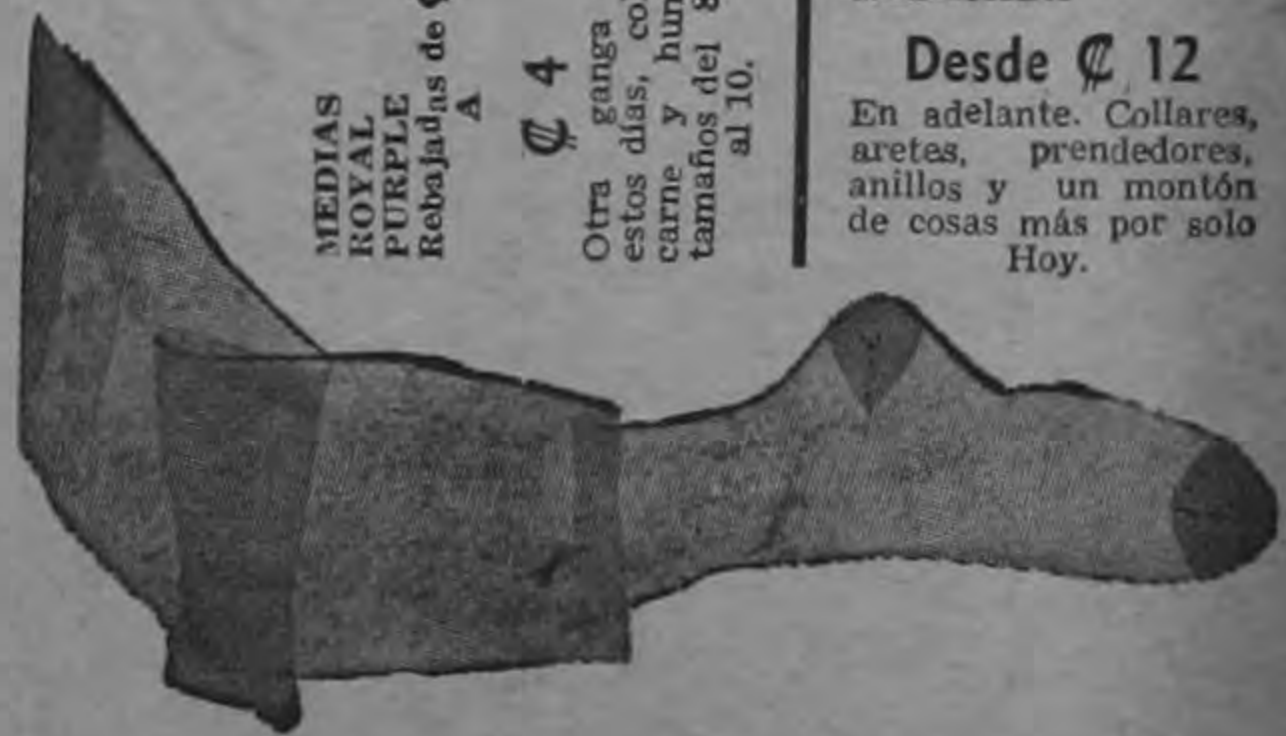 MEDIAS
ROYAL
PURPLE
Rebajadas de
A
₡ 4
Otra ganga
estos días,
carne y
tamaños del 8
al 10.
Desde ₡ 12
En adelante. Collares,
aretes, prendedores,
anillos y un montón
de cosas más por solo
Hoy.